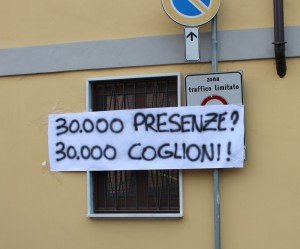 zona
traffico limitato
30.000 PRESENZE?
30.000 COGLIONI!